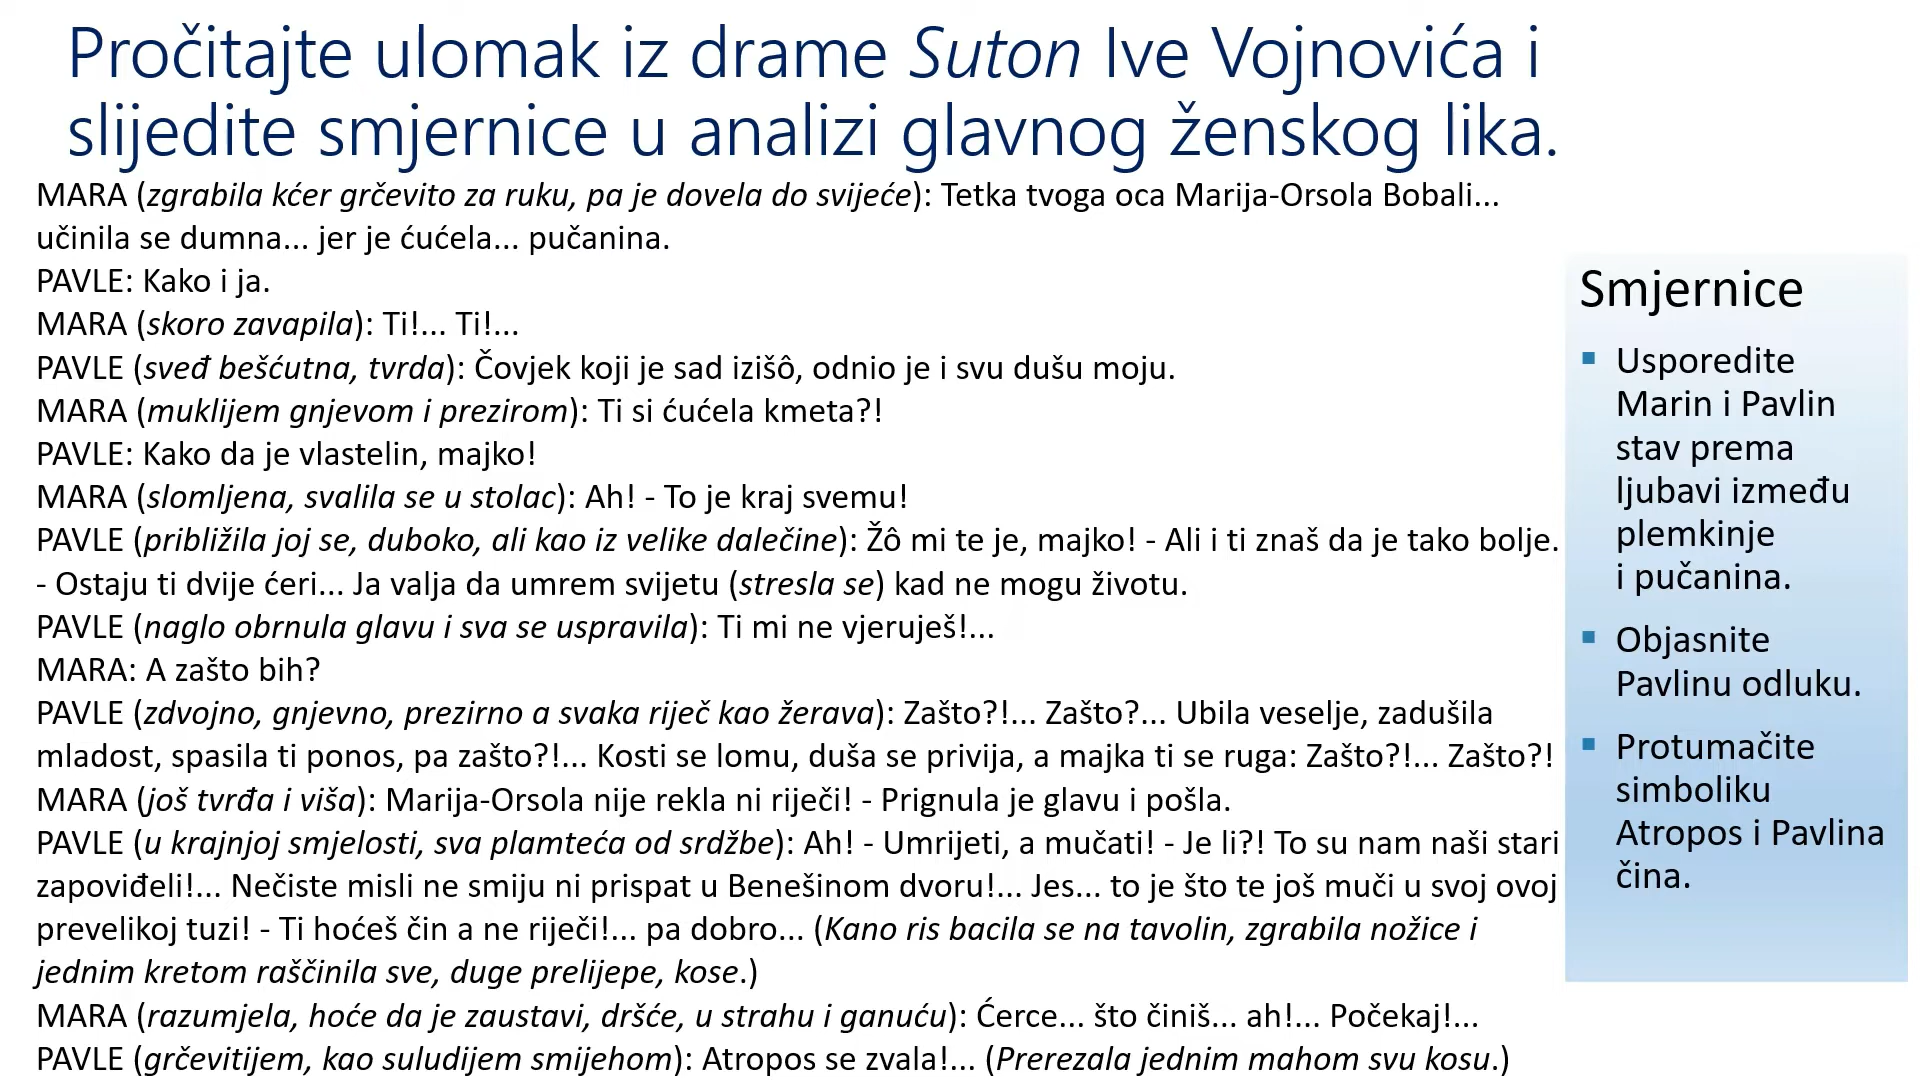 Pročitajte ulomak iz drame Suton Ive Vojnovića i
slijedite smjernice u analizi glavnog ženskog lika.
MARA (zgrabila kćer grčevito za ruku, pa je dovela do svijeće): Tetka tvoga oca Marija-Orsola Bobali...
učinila se dumna... jer je ćućela... pučanina.
PAVLE: Kako i ja.
MARA (skoro zavapila): Ti!... Ti!...
PAVLE (sveđ bešćutna, tvrda): Čovjek koji je sad izišô, odnio je i svu dušu moju.
MARA (muklijem gnjevom i prezirom): Ti si ćućela kmeta?!
PAVLE: Kako da je vlastelin, majko!
MARA (slomljena, svalila se u stolac): Ah! - To je kraj svemu!
PAVLE (približila joj se, duboko, ali kao iz velike dalečine): Žô mi te je, majko! - Ali i ti znaš da je tako bolje.
- Ostaju ti dvije ćeri... Ja valja da umrem svijetu (stresla se) kad ne mogu životu.
PAVLE (naglo obrnula glavu i sva se uspravila): Ti mi ne vjeruješ!...
MARA: A zašto bih?
PAVLE (zdvojno, gnjevno, prezirno a svaka riječ kao žerava): Zašto?!... Zašto?... Ubila veselje, zadušila
mladost, spasila ti ponos, pa zašto?!... Kosti se lomu, duša se privija, a majka ti se ruga: Zašto?!... Zašto?!
MARA (još tvrđa i viša): Marija-Orsola nije rekla ni riječi! - Prignula je glavu i pošla.
PAVLE (u krajnjoj smjelosti, sva plamteća od srdžbe): Ah! - Umrijeti, a mučati! - Je li?! To su nam naši stari
zapoviđeli!... Nečiste misli ne smiju ni prispat u Benešinom dvoru!... Jes... to je što te još muči u svoj ovoj
prevelikoj tuzi! - Ti hoćeš čin a ne riječi!... pa dobro... (Kano ris bacila se na tavolin, zgrabila nožice i
jednim kretom raščinila sve, duge prelijepe, kose.)
MARA (razumjela, hoće da je zaustavi, dršće, u strahu i ganuću): Ćerce... što činiš... ah!... Počekaj!...
PAVLE (grčevitijem, kao suludijem smijehom): Atropos se zvala!... (Prerezala jednim mahom svu kosu.)
Smjernice
▪ Usporedite
Marin i Pavlin
stav prema
ljubavi između
plemkinje
i pučanina.
▪ Objasnite
Pavlinu odluku.
▪ Protumačite
simboliku
Atropos i Pavlina
čina.